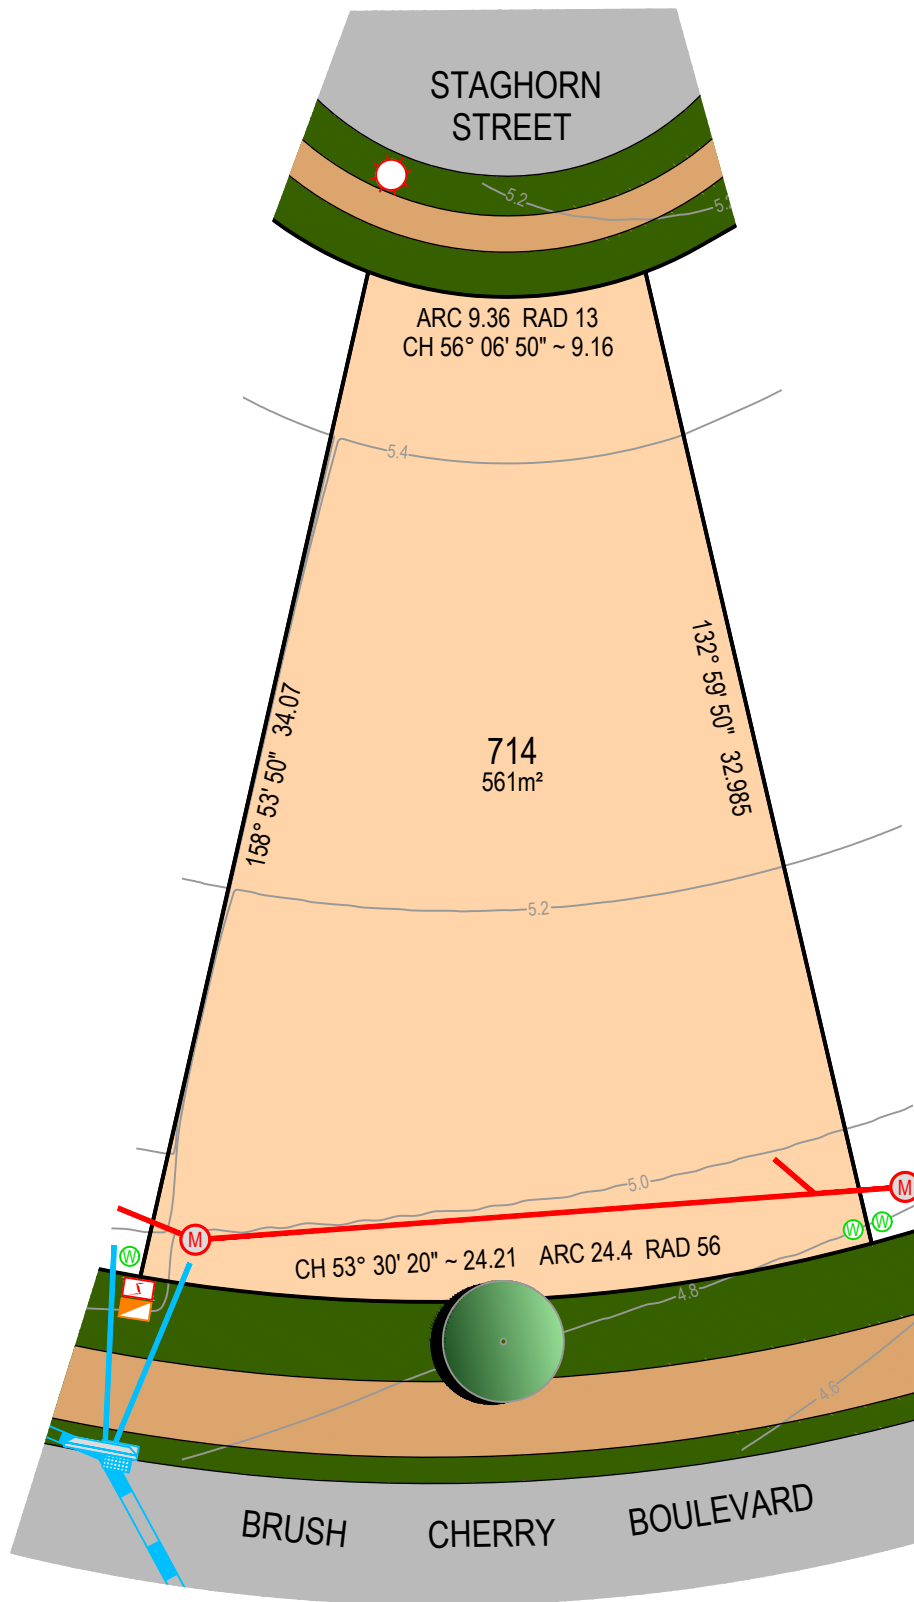 STAGHORN
STREET
5.2
5.2
ARC 9.36 RAD 13
CH 56° 06' 50" ~ 9.16
5.4
158° 53' 50" 34.07
132° 59' 50" 32.985
714
561m²
5.2
5.0
M
M
W
W
W
CH 53° 30' 20" ~ 24.21 ARC 24.4 RAD 56
4.8
4.6
BRUSH CHERRY BOULEVARD